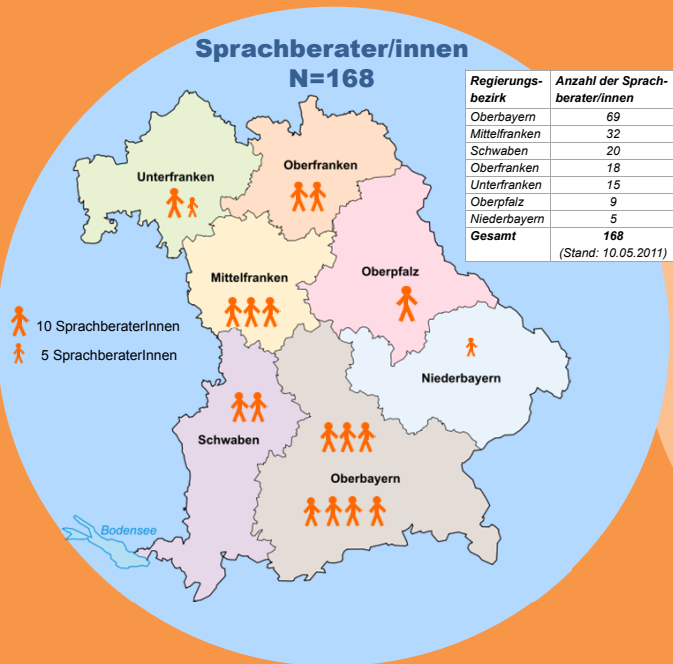 Sprachberater/innen
N=168
Regierungs- Anzahl der Sprach-
bezirk berater/innen
Oberbayern 69
Mittelfranken 32
Schwaben 20
Oberfranken 18
Unterfranken 15
Oberpfalz 9
Niederbayern 5
Gesamt 168
(Stand: 10.05.2011)
Oberfranken
Unterfranken
Mittelfranken
Oberpfalz
10 SprachberaterInnen
5 SprachberaterInnen
Niederbayern
Schwaben
Oberbayern
Bodensee